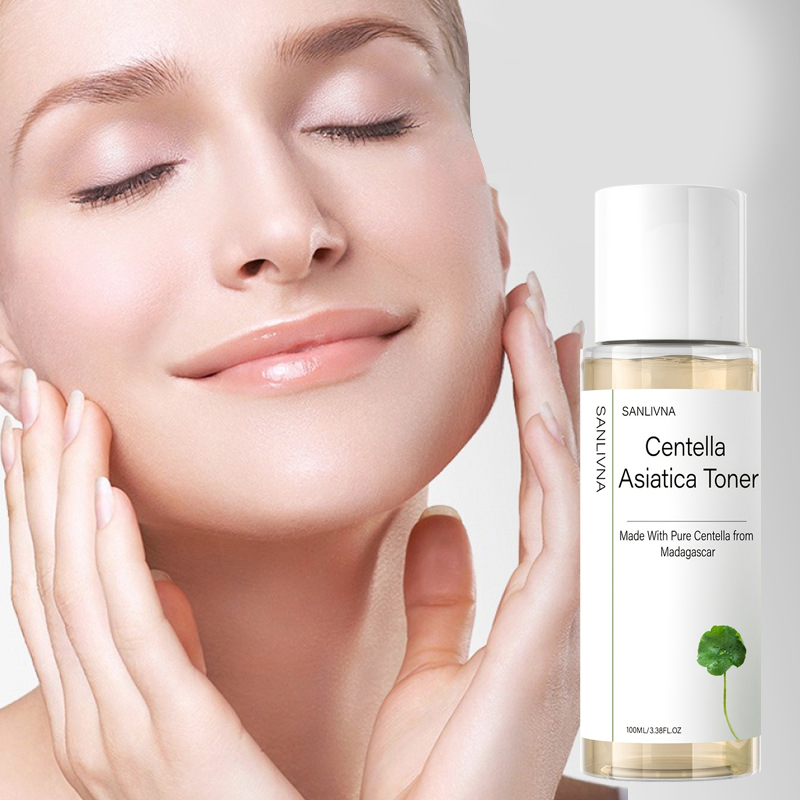 SANLIVNA
SANLIVNA
Centella
Asiatica Toner
Made With Pure Centella from
Madagascar
100ML/3.38FL.OZ